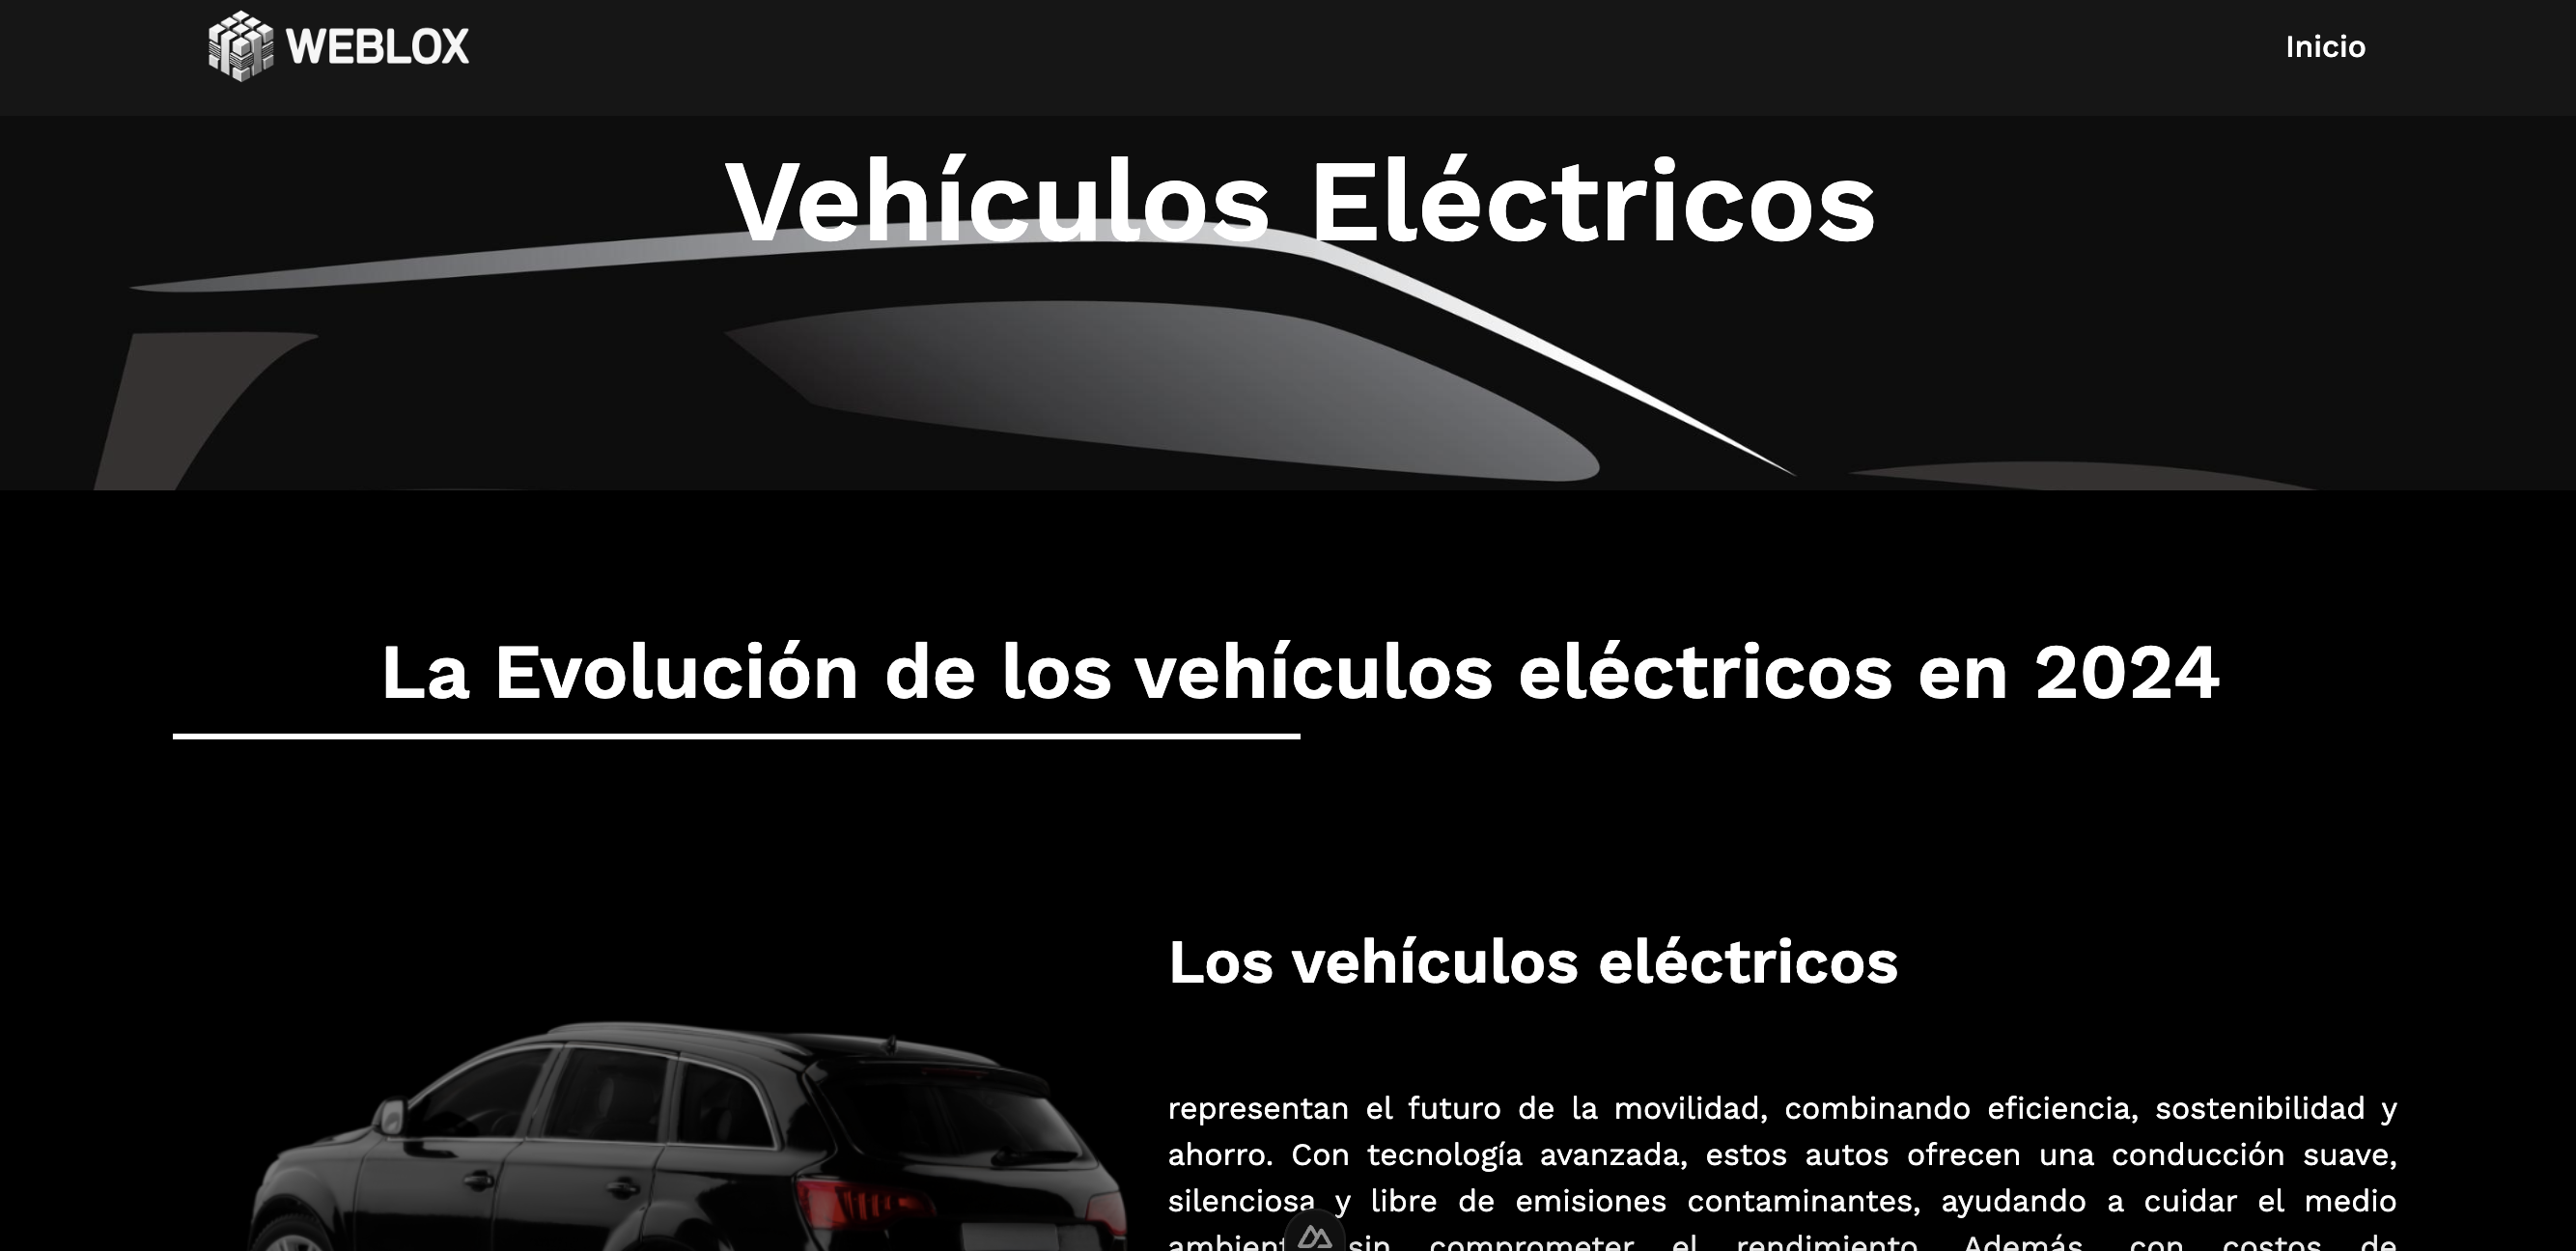 WEBLOX
Inicio
Vehículos Eléctricos
La Evolución de los vehículos eléctricos en 2024
Los vehículos eléctricos
representan el futuro de la movilidad, combinando eficiencia, sostenibilidad y
ahorro. Con tecnología avanzada, estos autos ofrecen una conducción suave,
silenciosa y libre de emisiones contaminantes, ayudando a cuidar el medio
sin comprometer el rendimiento. Además, con costos de